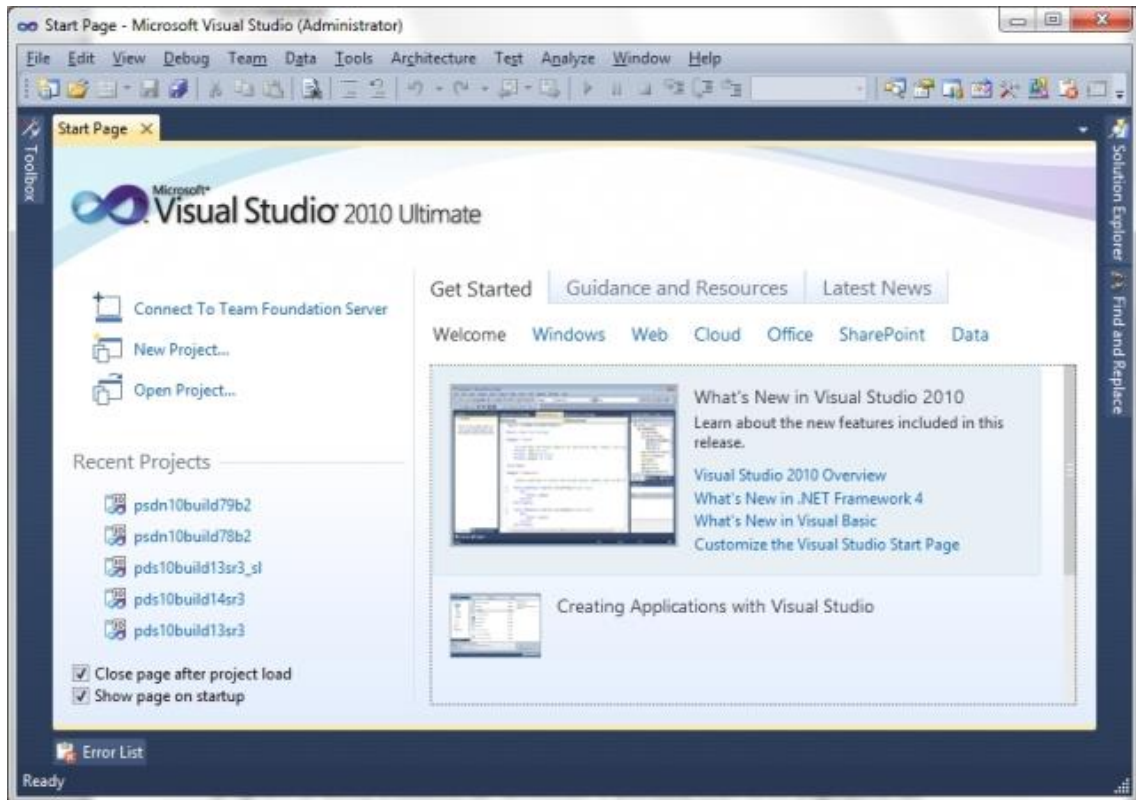 Start Page - Microsoft Visual Studio (Administrator)
File Edit View Debug Team Data Tools Architecture Test Analyze Window Help
Start Page
Toolbox
Solution Explorer
Find and Replace
Microsoft®
Visual Studio 2010 Ultimate
Connect To Team Foundation Server
New Project...
Open Project...
Recent Projects
psdn10build79b2
psdn10build78b2
pds10build13sr3_sl
pds10build14sr3
pds10build13sr3
Close page after project load
Show page on startup
Get Started Guidance and Resources Latest News
Welcome Windows Web Cloud Office SharePoint Data
What's New in Visual Studio 2010
Learn about the new features included in this
release.
Visual Studio 2010 Overview
What's New in .NET Framework 4
What's New in Visual Basic
Customize the Visual Studio Start Page
Creating Applications with Visual Studio
Error List
Ready